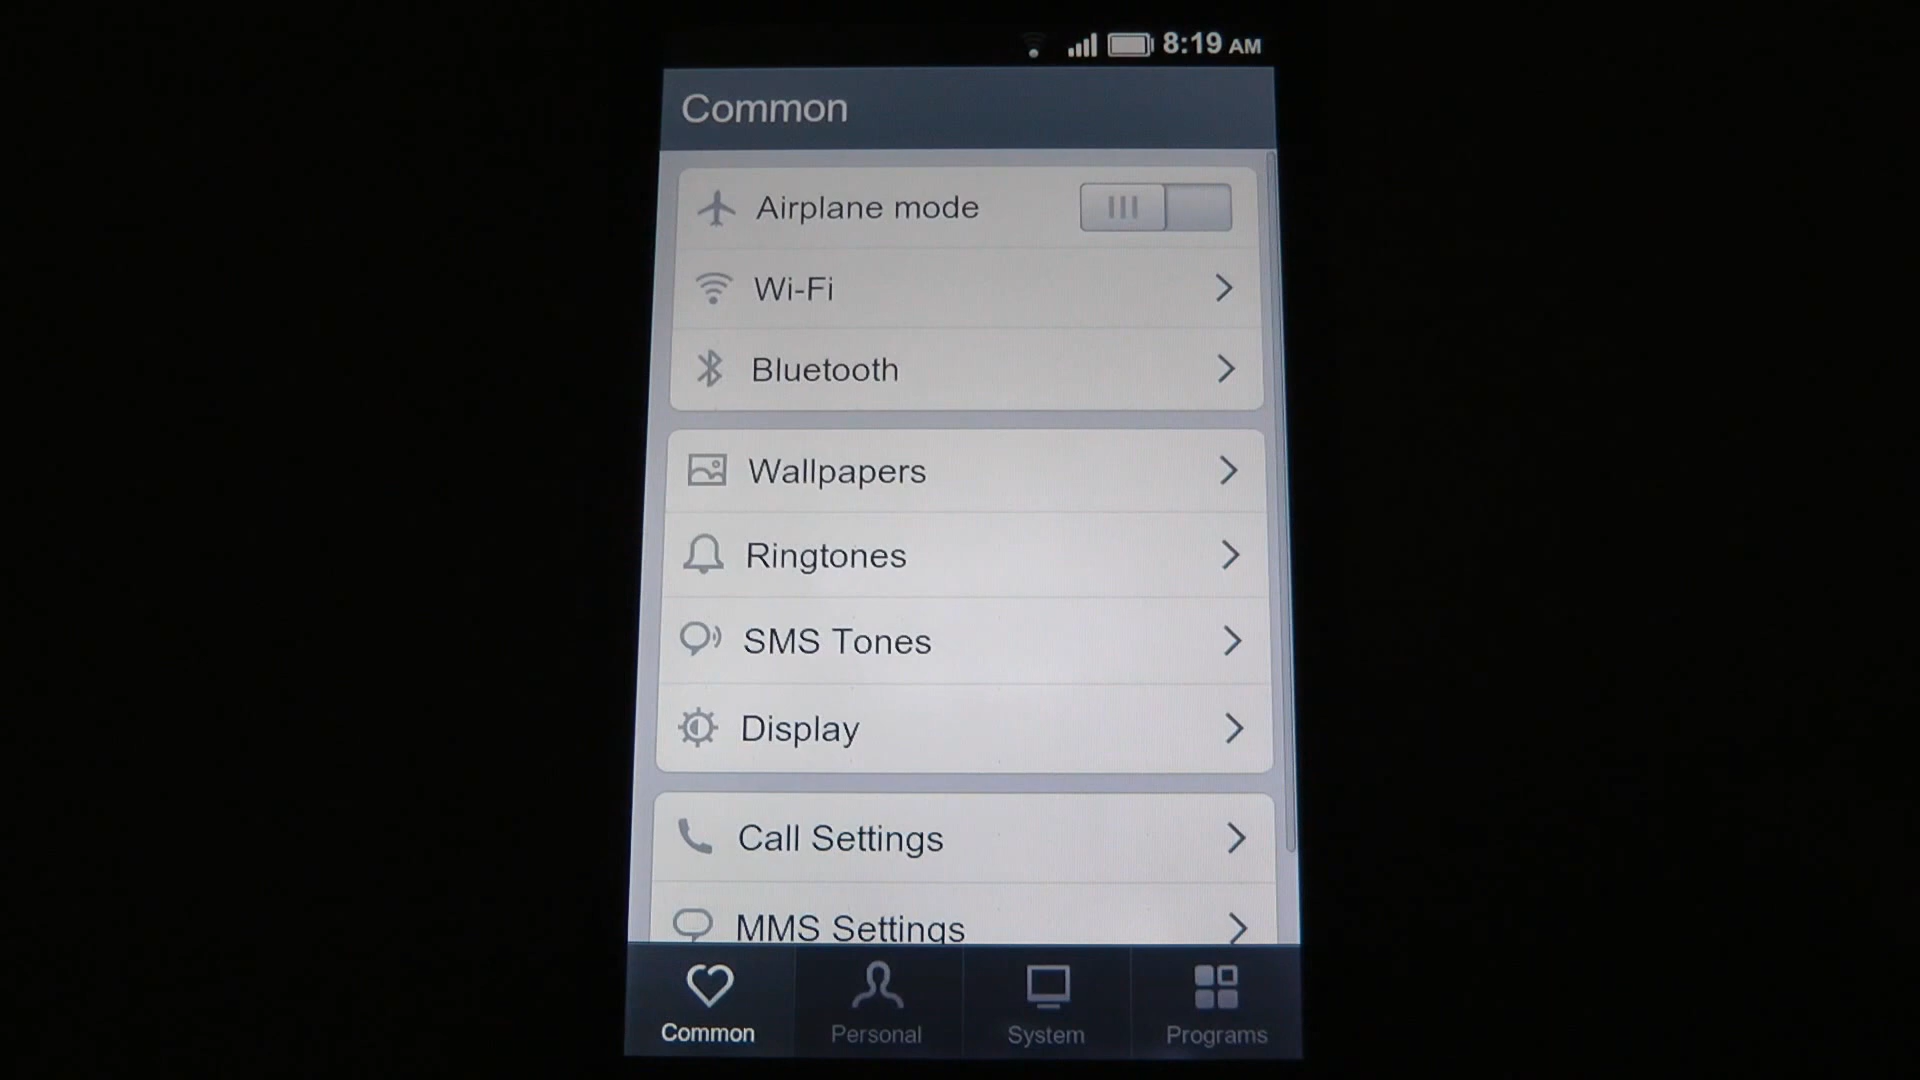 8:19 AM
Common
Airplane mode
Wi-Fi
Bluetooth
Wallpapers
Ringtones
SMS Tones
Display
Call Settings
MMS Settings
Common
Personal
System
Programs